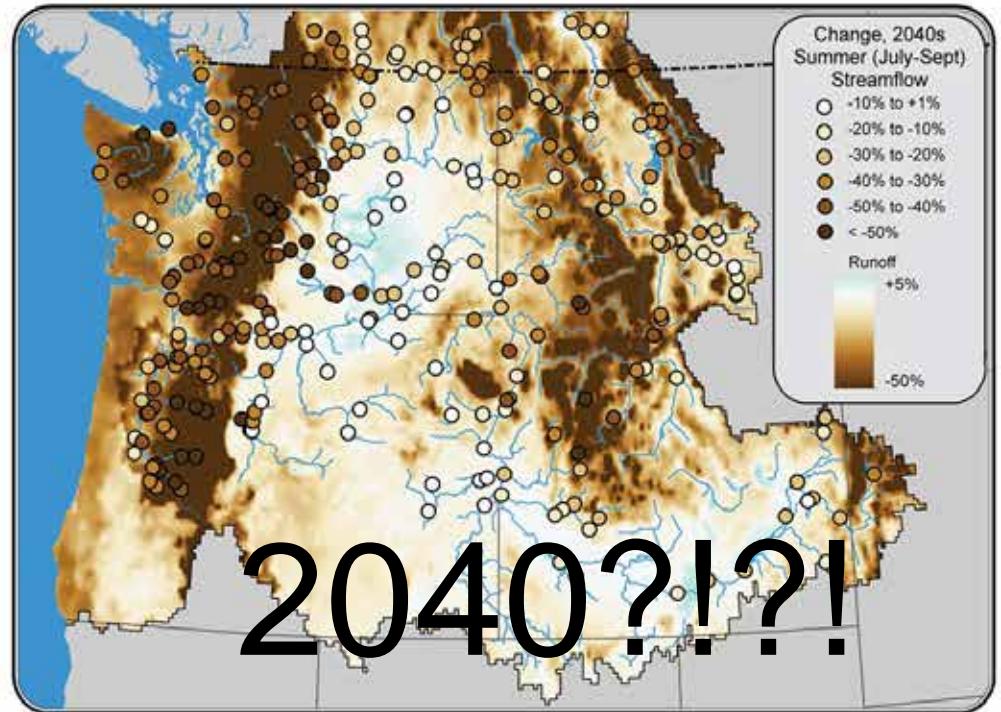 Change, 2040s
Summer (July-Sept)
Streamflow
-10% to +1%
-20% to -10%
-30% to -20%
-40% to -30%
-50% to -40%
< -50%
Runoff
+5%
-50%
2040?!?!